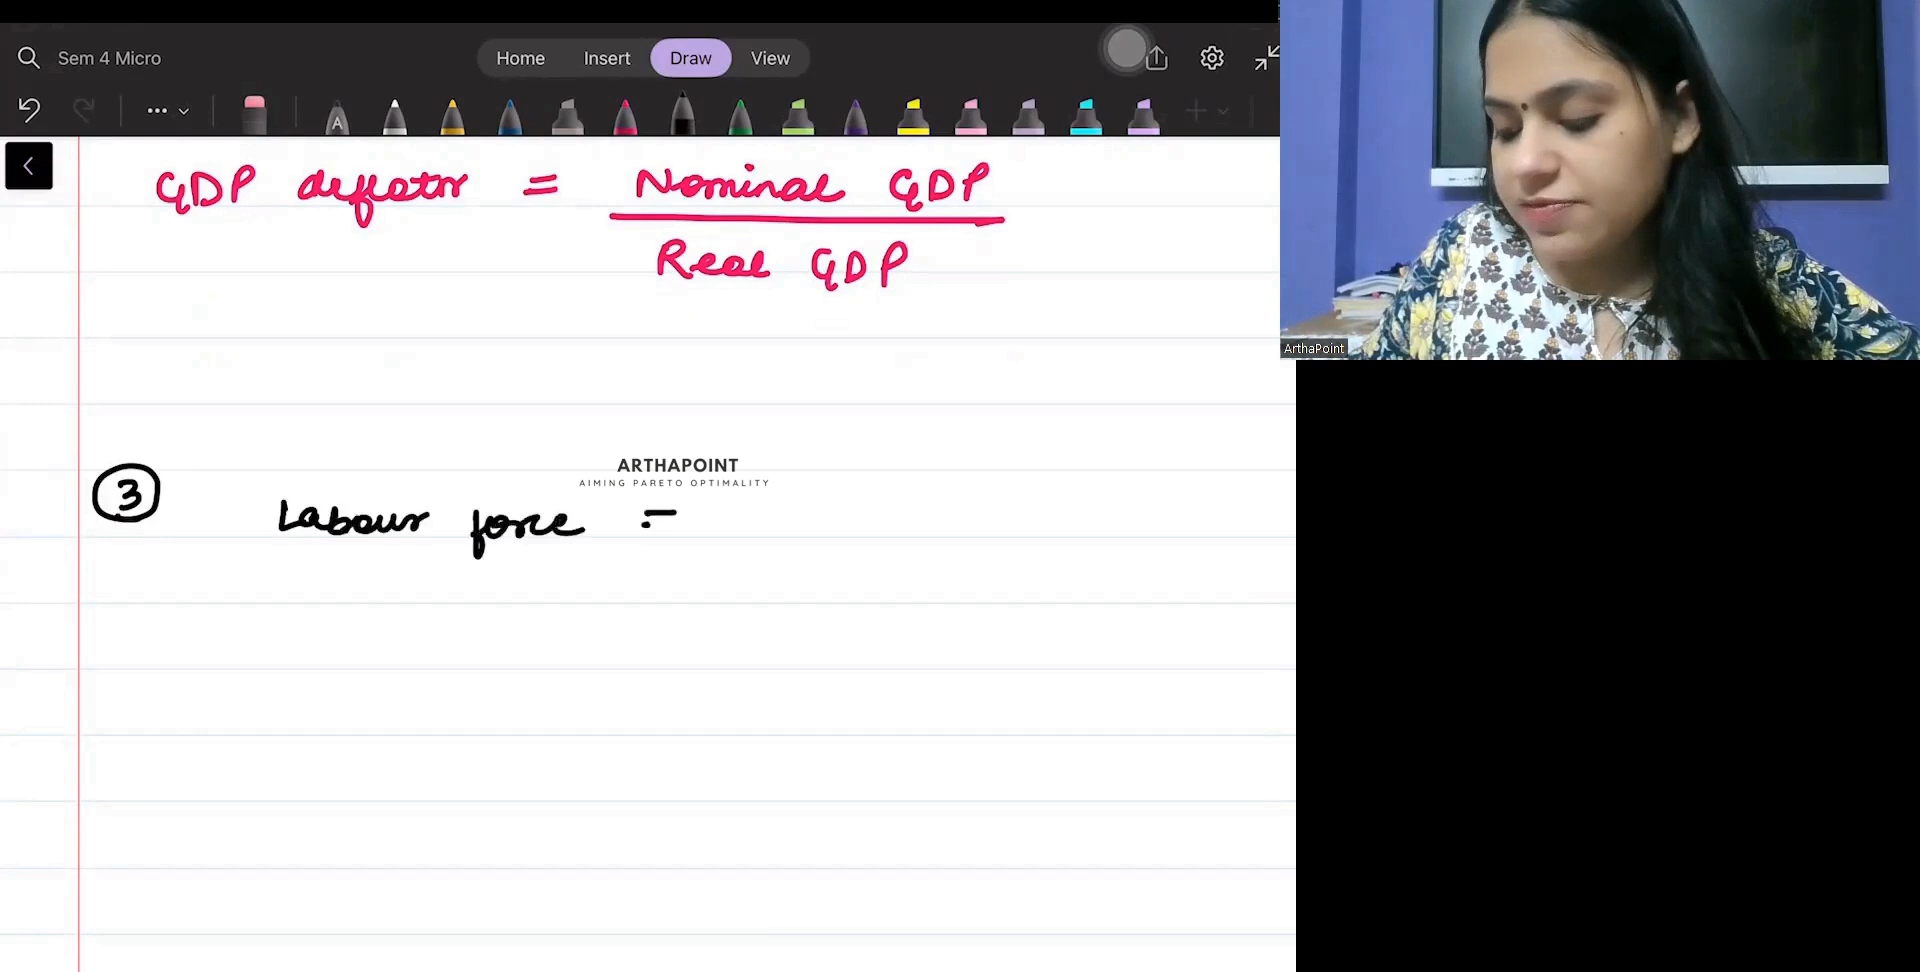 Sem 4 Micro
Home Insert Draw View
A
GDP deflator = Nominal GDP
Real GDP
ARTHAPOINT
AIMING PARETO OPTIMALITY
3
Labour force =
ArthaPoint